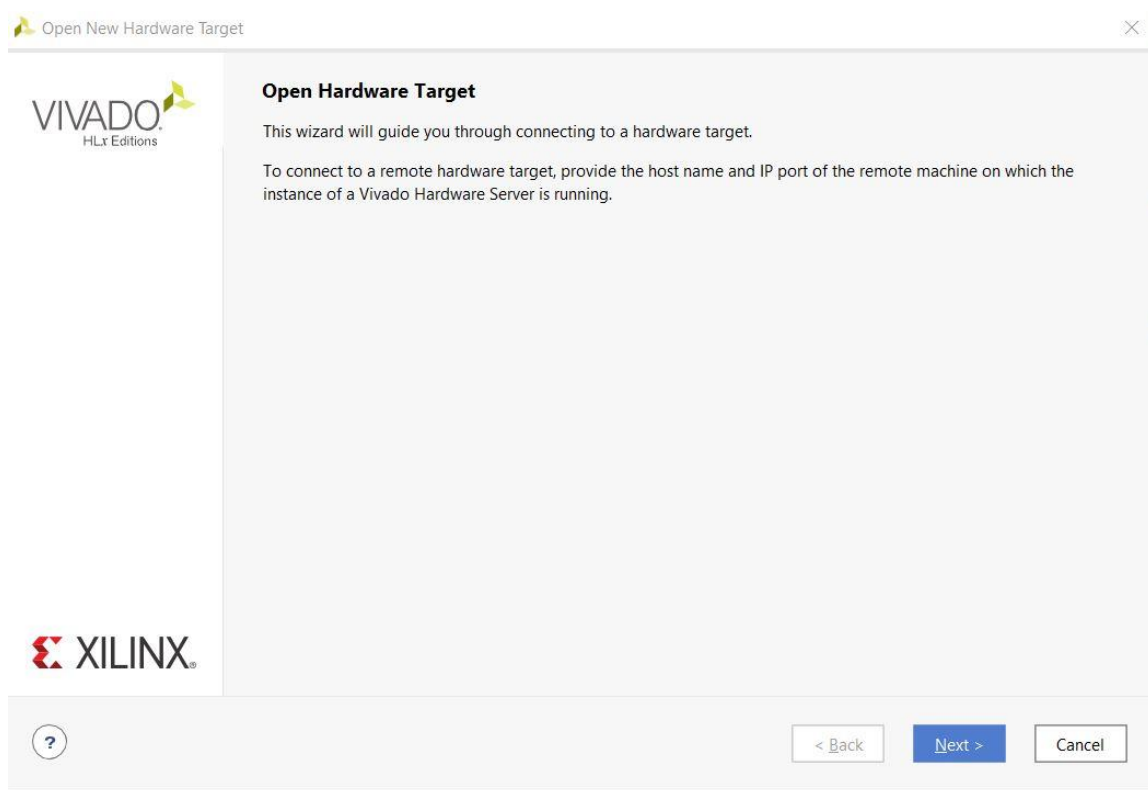 Open New Hardware Target
VIVADO.
HLx Editions
Open Hardware Target
This wizard will guide you through connecting to a hardware target.
To connect to a remote hardware target, provide the host name and IP port of the remote machine on which the
instance of a Vivado Hardware Server is running.
XILINX®
?
< Back
Next >
Cancel